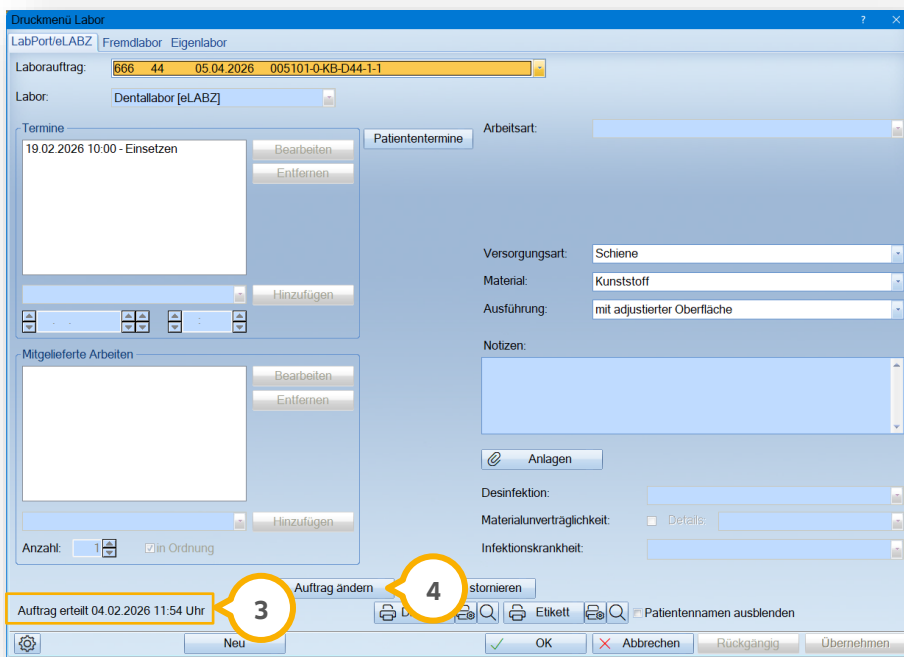 Druckmenü Labor
LabPort/eLABZ Fremdlabor Eigenlabor
Laborauftrag: 666 44 05.04.2026 005101-0-KB-D44-1-1
Labor: Dentallabor [eLABZ]
Termine
19.02.2026 10:00 - Einsetzen
Bearbeiten
Entfernen
Hinzufügen
. . :
Patiententermine
Arbeitsart:
Versorgungsart: Schiene
Material: Kunststoff
Ausführung: mit adjustierter Oberfläche
Notizen:
Mitgelieferte Arbeiten
Bearbeiten
Entfernen
Hinzufügen
Anzahl: 1 in Ordnung
Anlagen
Desinfektion:
Materialunverträglichkeit: Details:
Infektionskrankheit:
Auftrag ändern 4 stornieren
Auftrag erteilt 04.02.2026 11:54 Uhr 3 Etikett Patientennamen ausblenden
Neu OK Abbrechen Rückgängig Übernehmen